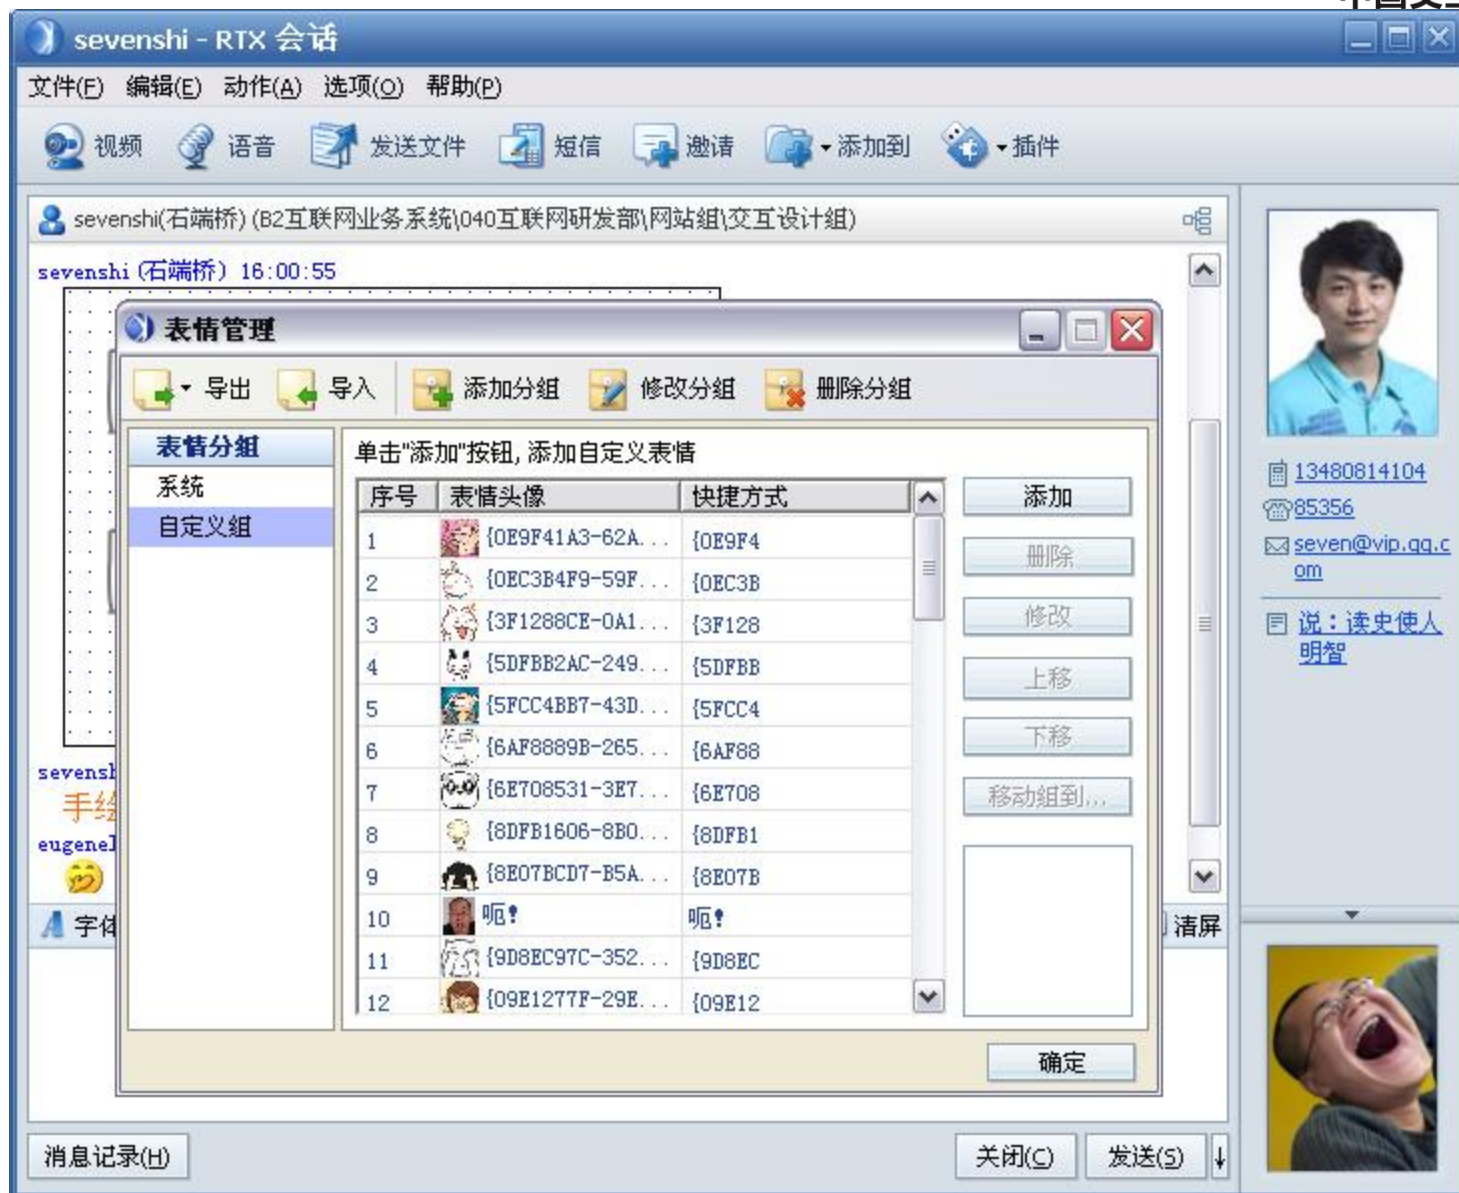 sevenshi - RTX 会话
文件(F) 编辑(E) 动作(A) 选项(O) 帮助(P)
视频 语音 发送文件 短信 邀请 添加到 插件
sevenshi(石端桥) (B2互联网业务系统\040互联网研发部\网站组\交互设计组)
sevenshi (石端桥) 16:00:55
表情管理
导出 导入 添加分组 修改分组 删除分组
表情分组
系统
自定义组
单击"添加"按钮, 添加自定义表情
序号 表情头像 快捷方式
1 {0E9F41A3-62A... {0E9F4
2 {0EC3B4F9-59F... {0EC3B
3 {3F1288CE-0A1... {3F128
4 {5DFBB2AC-249... {5DFBB
5 {5FCC4BB7-43D... {5FCC4
6 {6AF8889B-265... {6AF88
7 {6E708531-3E7... {6E708
8 {8DFB1606-8B0... {8DFB1
9 {8E07BCD7-B5A... {8E07B
10 呃! 呃!
11 {9D8EC97C-352... {9D8EC
12 {09E1277F-29E... {09E12
添加
删除
修改
上移
下移
移动组到...
确定
手绘
字体
清屏
消息记录(H)
关闭(C) 发送(S)
13480814104
85356
seven@vip.qq.c
om
说：读史使人
明智